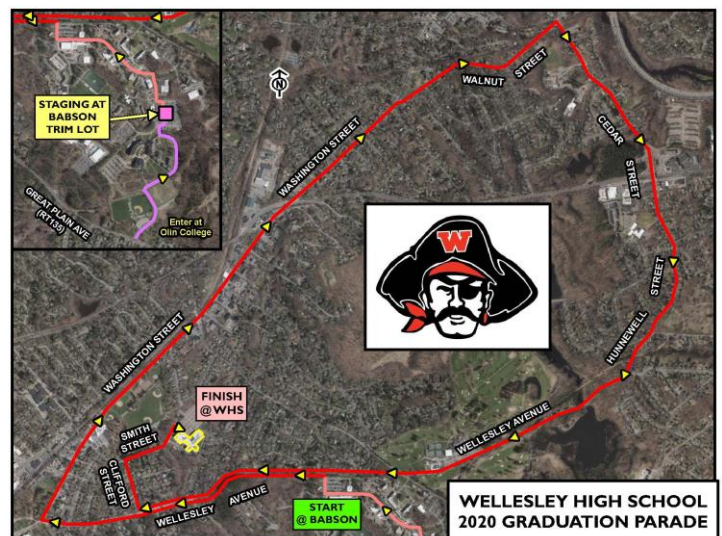 STAGING AT
BABSON
TRIM LOT
GREAT PLAIN AVE
(RT135)
Enter at
Olin College
N
WALNUT
STREET
WASHINGTON STREET
CEDAR
STREET
W
WASHINGTON STREET
HUNNEWELL
STREET
FINISH
@ WHS
SMITH
STREET
CLIFFORD
STREET
WELLESLEY AVENUE
WELLESLEY AVENUE
START
@ BABSON
WELLESLEY HIGH SCHOOL
2020 GRADUATION PARADE